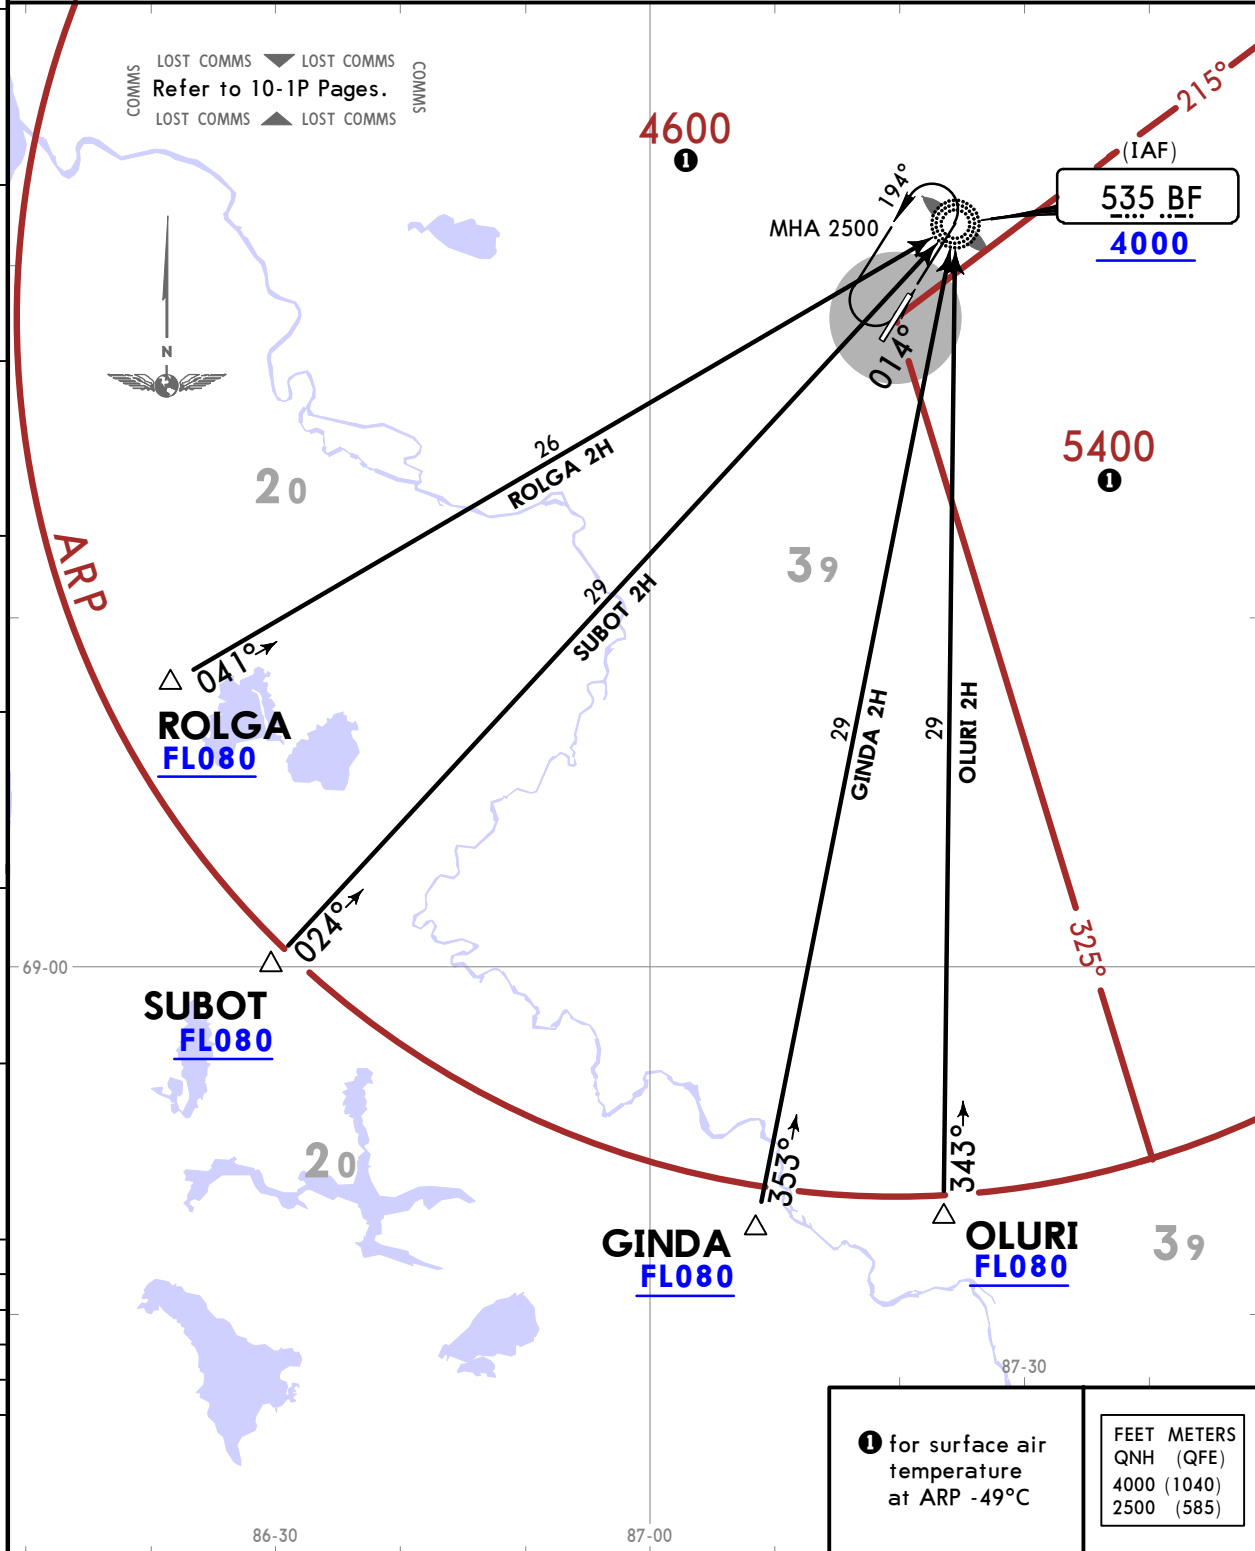 LOST COMMS LOST COMMS
COMMS
Refer to 10-1P Pages.
COMMS
LOST COMMS LOST COMMS
4600
1
215°
(IAF)
535 BF
4000
194°
MHA 2500
N
014°
5400
1
26
ROLGA 2H
20
39
ARP
29
SUBOT 2H
041°
ROLGA
FL080
29
GINDA 2H
29
OLURI 2H
024°
325°
69-00
SUBOT
FL080
20
353°
343°
GINDA
FL080
OLURI
FL080
39
87-30
1 for surface air
temperature
at ARP -49°C
FEET METERS
QNH (QFE)
4000 (1040)
2500 (585)
86-30
87-00